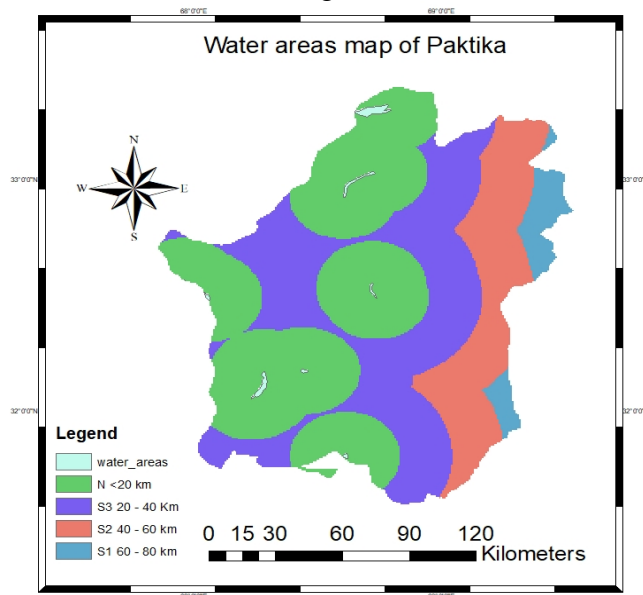 68°0'0"E 69°0'0"E
Water areas map of Paktika
N
W E
S
33°0'0"N 33°0'0"N
32°0'0"N 32°0'0"N
Legend
water_areas
N <20 km
S3 20 - 40 Km
S2 40 - 60 km
S1 60 - 80 km
0 15 30 60 90 120
Kilometers